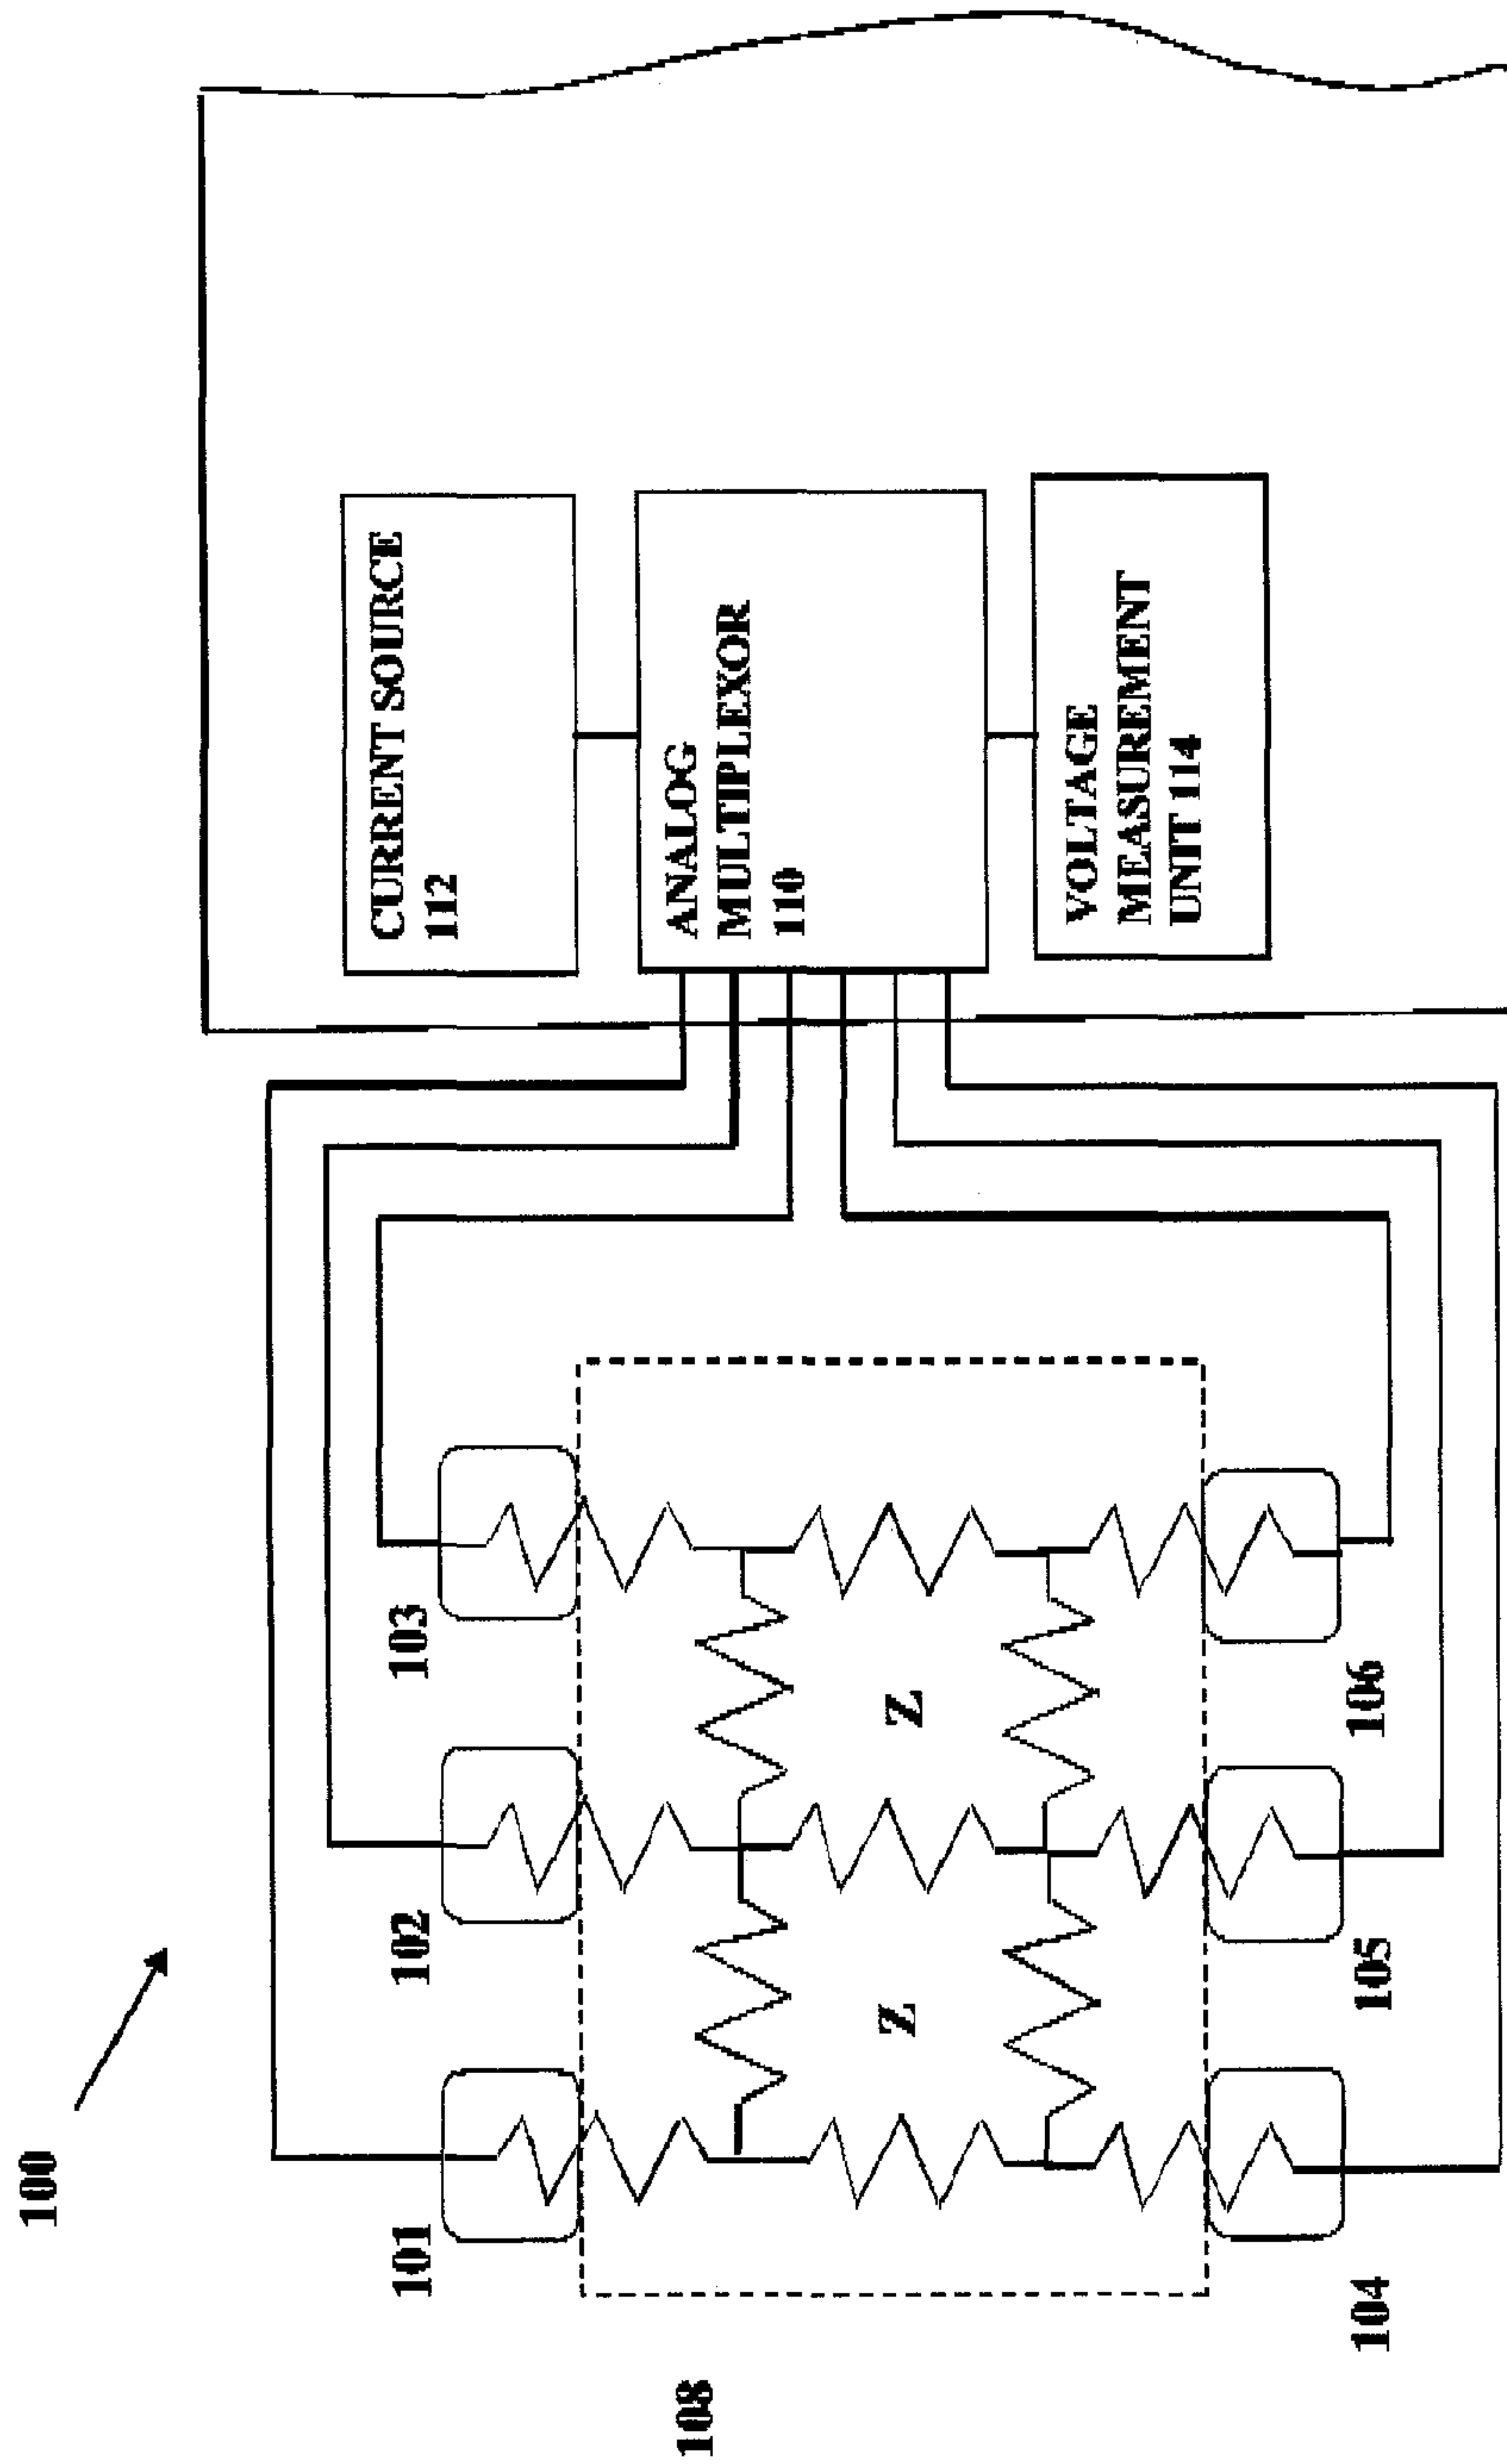 100
101
102
103
CURRENT SOURCE
112
108
Z
Z
ANALOG
MULTIPLEXOR
110
104
105
106
VOLTAGE
MEASUREMENT
UNIT 114